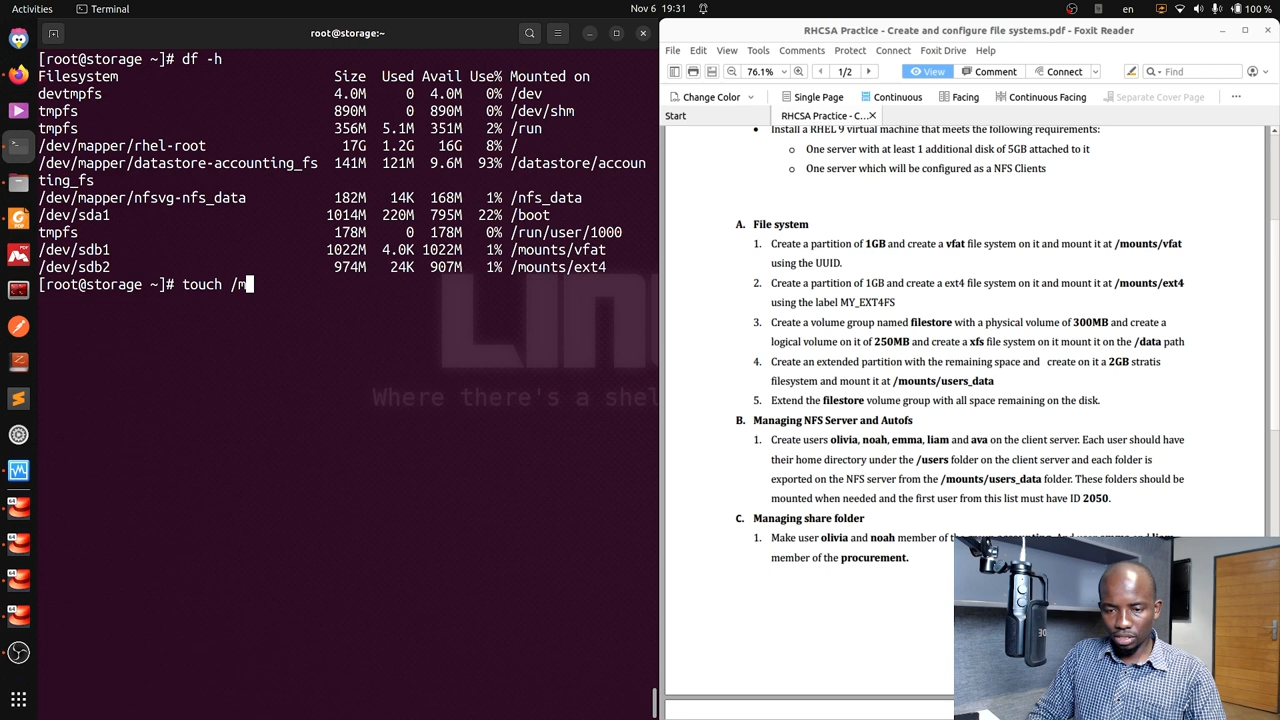 Terminal
Nov 6 19:31
100 %
root@storage:~
[root@storage ~]# df -h
Filesystem Size Used Avail Use% Mounted on
devtmpfs 4.0M 0 4.0M 0% /dev
tmpfs 890M 0 890M 0% /dev/shm
tmpfs 356M 5.1M 351M 2% /run
/dev/mapper/rhel-root 17G 1.2G 16G 8% /
/dev/mapper/datastore-accounting_fs 141M 121M 9.6M 93% /datastore/accoun
ting_fs
/dev/mapper/nfsvg-nfs_data 182M 14K 168M 1% /nfs_data
/dev/sda1 1014M 220M 795M 22% /boot
tmpfs 178M 0 178M 0% /run/user/1000
/dev/sdb1 1022M 4.0K 1022M 1% /mounts/vfat
/dev/sdb2 974M 24K 907M 1% /mounts/ext4
[root@storage ~]# touch /m
Where there's a shel
RHCSA Practice - Create and configure file systems.pdf - Foxit Reader
File Edit View Tools Comments Protect Connect Foxit Drive Help
76.1% 1/2 View Comment Connect Find
Change Color Single Page Continuous Facing Continuous Facing Separate Cover Page
Start RHCSA Practice - C...
• Install a RHEL 9 virtual machine that meets the following requirements:
o One server with at least 1 additional disk of 5GB attached to it
o One server which will be configured as a NFS Clients
A. File system
1. Create a partition of 1GB and create a vfat file system on it and mount it at /mounts/vfat
using the UUID.
2. Create a partition of 1GB and create a ext4 file system on it and mount it at /mounts/ext4
using the label MY_EXT4FS
3. Create a volume group named filestore with a physical volume of 300MB and create a
logical volume on it of 250MB and create a xfs file system on it mount it on the /data path
4. Create an extended partition with the remaining space and create on it a 2GB stratis
filesystem and mount it at /mounts/users_data
5. Extend the filestore volume group with all space remaining on the disk.
B. Managing NFS Server and Autofs
1. Create users olivia, noah, emma, liam and ava on the client server. Each user should have
their home directory under the /users folder on the client server and each folder is
exported on the NFS server from the /mounts/users_data folder. These folders should be
mounted when needed and the first user from this list must have ID 2050.
C. Managing share folder
1. Make user olivia and noah member of the
member of the procurement.